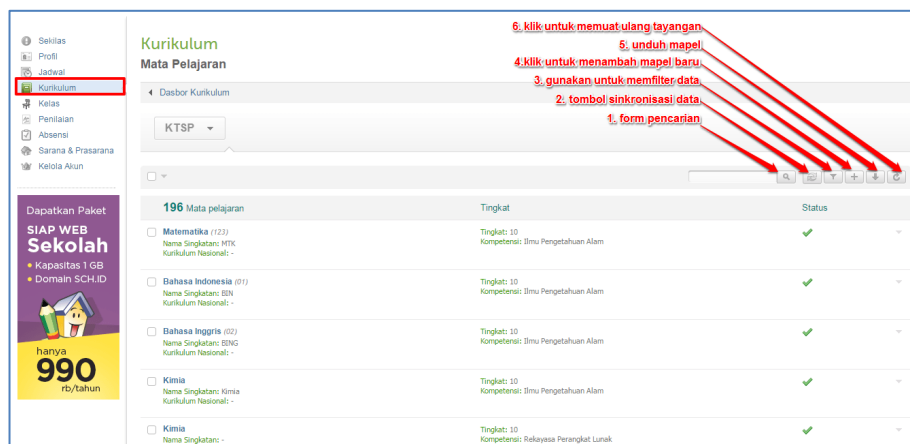 6. klik untuk memuat ulang tayangan
5. unduh mapel
4.klik untuk menambah mapel baru
3. gunakan untuk memfilter data
2. tombol sinkronisasi data
1. form pencarian
Sekilas
Profil
Jadwal
Kurikulum
Kelas
Penilaian
Absensi
Sarana & Prasarana
Kelola Akun
Dapatkan Paket
SIAP WEB
Sekolah
• Kapasitas 1 GB
• Domain SCH.ID
hanya
990
rb/tahun
Kurikulum
Mata Pelajaran
Dasbor Kurikulum
KTSP
196 Mata pelajaran Tingkat Status
Matematika (123) Tingkat: 10
Nama Singkatan: MTK Kompetensi: Ilmu Pengetahuan Alam
Kurikulum Nasional: -
Bahasa Indonesia (01) Tingkat: 10
Nama Singkatan: BIN Kompetensi: Ilmu Pengetahuan Alam
Kurikulum Nasional: -
Bahasa Inggris (02) Tingkat: 10
Nama Singkatan: BING Kompetensi: Ilmu Pengetahuan Alam
Kurikulum Nasional: -
Kimia Tingkat: 10
Nama Singkatan: Kimia Kompetensi: Ilmu Pengetahuan Alam
Kurikulum Nasional: -
Kimia Tingkat: 10
Nama Singkatan: - Kompetensi: Rekayasa Perangkat Lunak